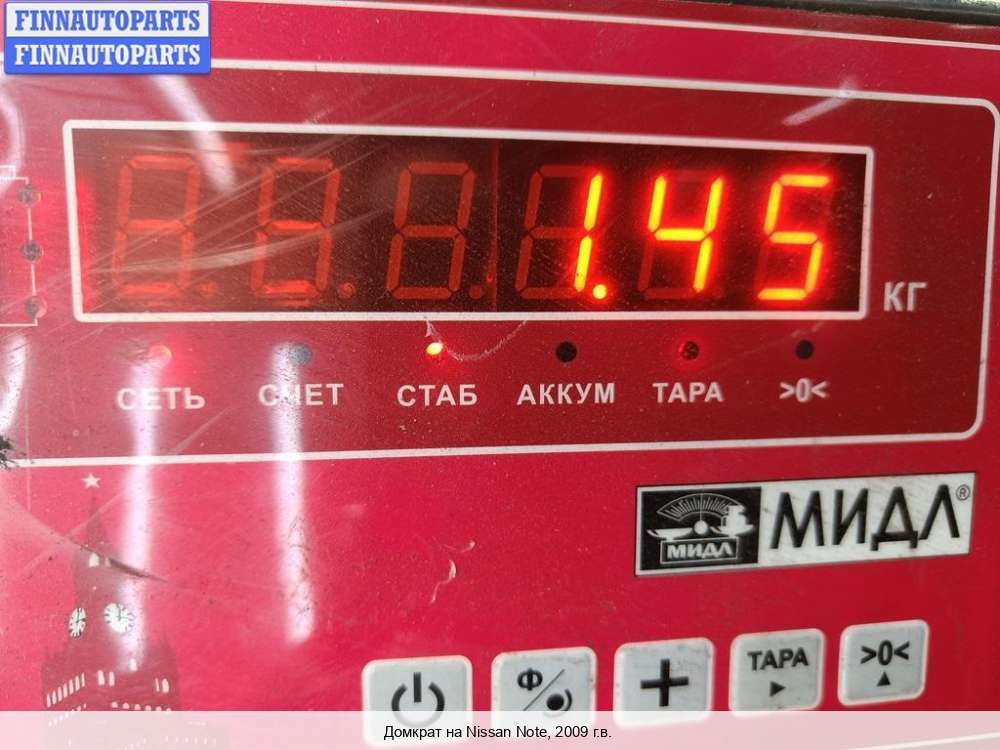 FINNAUTOPARTS
FINNAUTOPARTS
1.45
КГ
СЕТЬ СЧЕТ СТАБ АККУМ ТАРА >0<
МИДЛ МИДЛ®
Ф ТАРА >0<
Домкрат на Nissan Note, 2009 г.в.